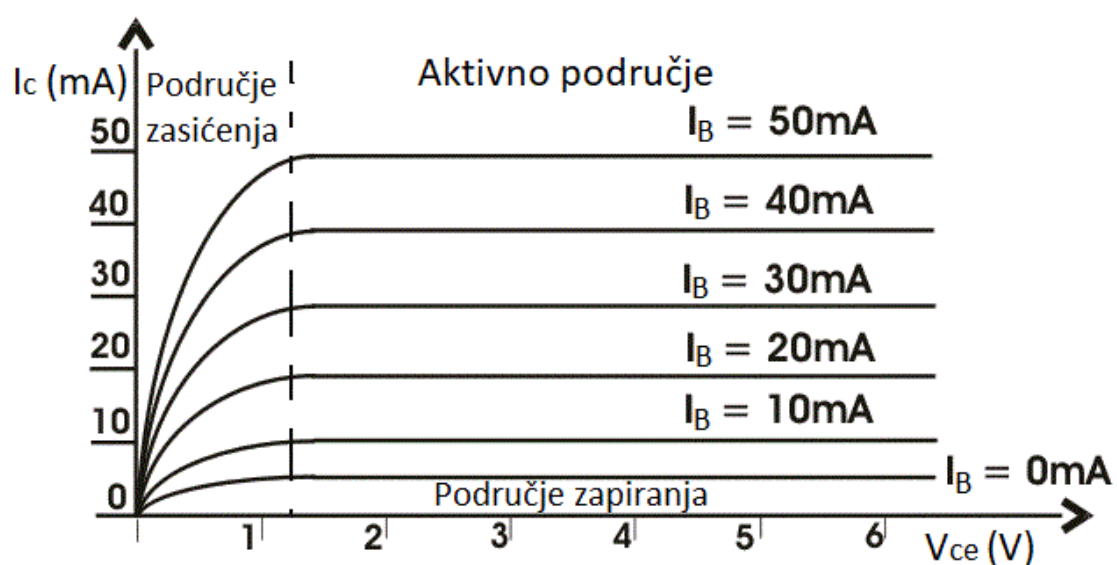 Ic (mA)
Područje
zasićenja
Aktivno područje
50
IB = 50mA
40
IB = 40mA
30
IB = 30mA
20
IB = 20mA
10
IB = 10mA
0
IB = 0mA
Područje zapiranja
1 2 3 4 5 6
Vce (V)